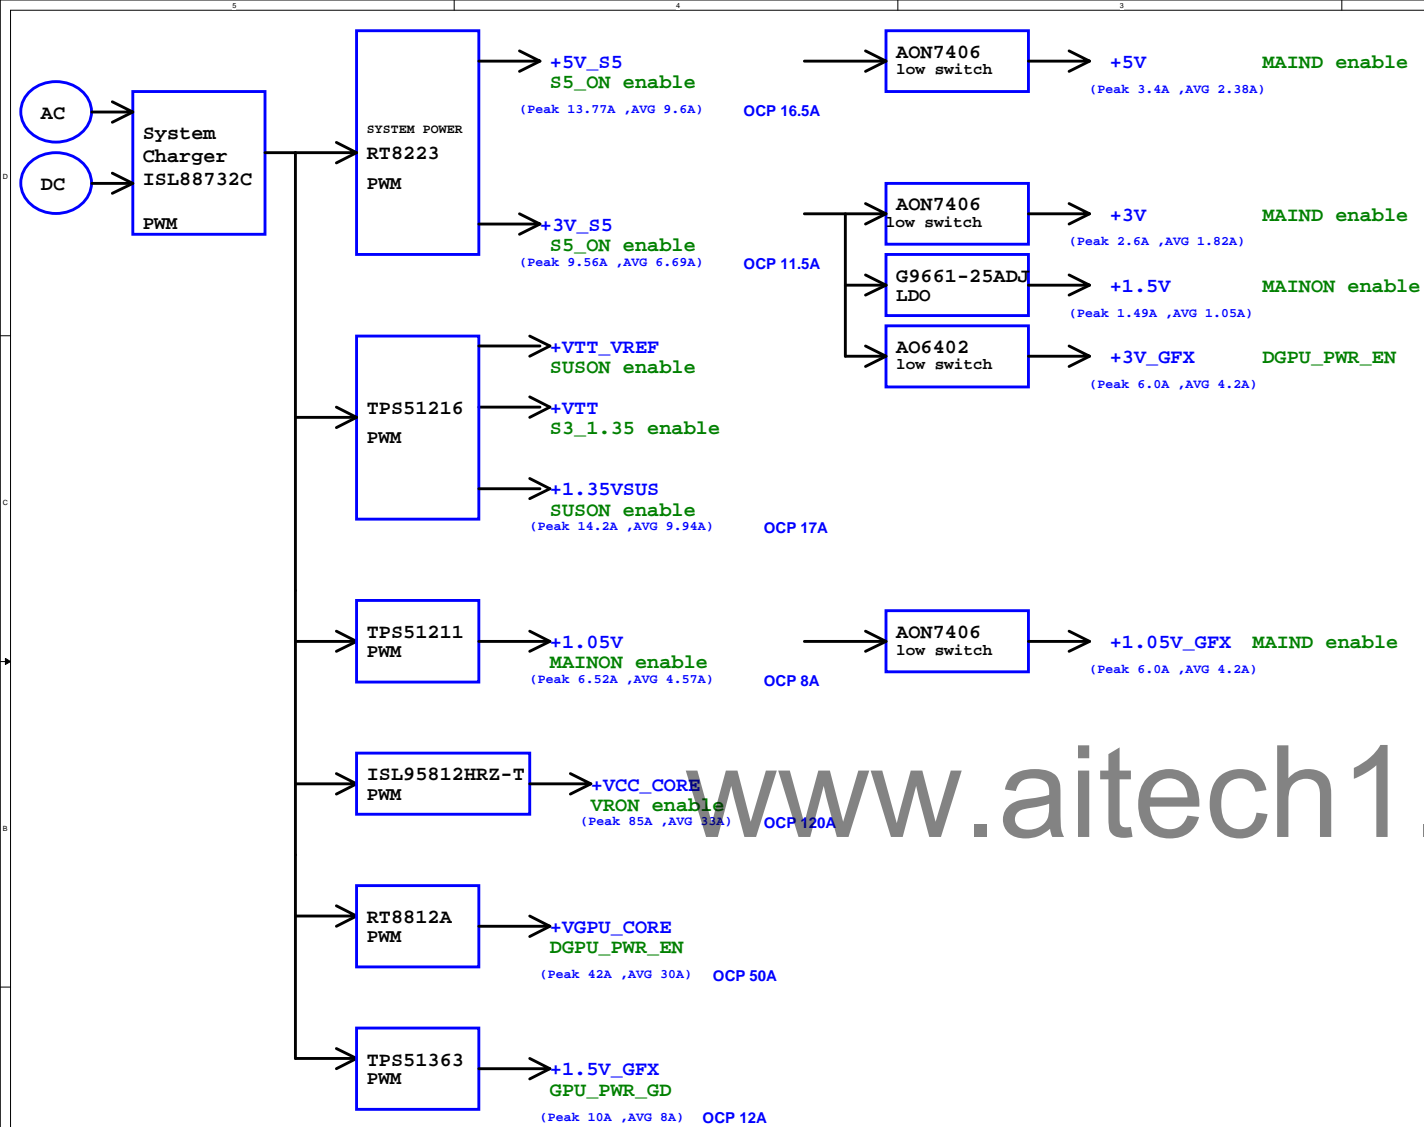 5
4
3
D
C
B
AC
DC
System
Charger
ISL88732C
PWM
SYSTEM POWER
RT8223
PWM
+5V_S5
S5_ON enable
(Peak 13.77A ,AVG 9.6A)
OCP 16.5A
+3V_S5
S5_ON enable
(Peak 9.56A ,AVG 6.69A)
OCP 11.5A
AON7406
low switch
+5V
MAIND enable
(Peak 3.4A ,AVG 2.38A)
AON7406
low switch
+3V
MAIND enable
(Peak 2.6A ,AVG 1.82A)
G9661-25ADJ
LDO
+1.5V
MAINON enable
(Peak 1.49A ,AVG 1.05A)
AO6402
low switch
+3V_GFX
DGPU_PWR_EN
(Peak 6.0A ,AVG 4.2A)
TPS51216
PWM
+VTT_VREF
SUSON enable
+VTT
S3_1.35 enable
+1.35VSUS
SUSON enable
(Peak 14.2A ,AVG 9.94A)
OCP 17A
TPS51211
PWM
+1.05V
MAINON enable
(Peak 6.52A ,AVG 4.57A)
OCP 8A
AON7406
low switch
+1.05V_GFX
MAIND enable
(Peak 6.0A ,AVG 4.2A)
ISL95812HRZ-T
PWM
+VCC_CORE
VRON enable
(Peak 85A ,AVG 33A)
OCP 120A
www.aitech1.
RT8812A
PWM
+VGPU_CORE
DGPU_PWR_EN
(Peak 42A ,AVG 30A)
OCP 50A
TPS51363
PWM
+1.5V_GFX
GPU_PWR_GD
(Peak 10A ,AVG 8A)
OCP 12A